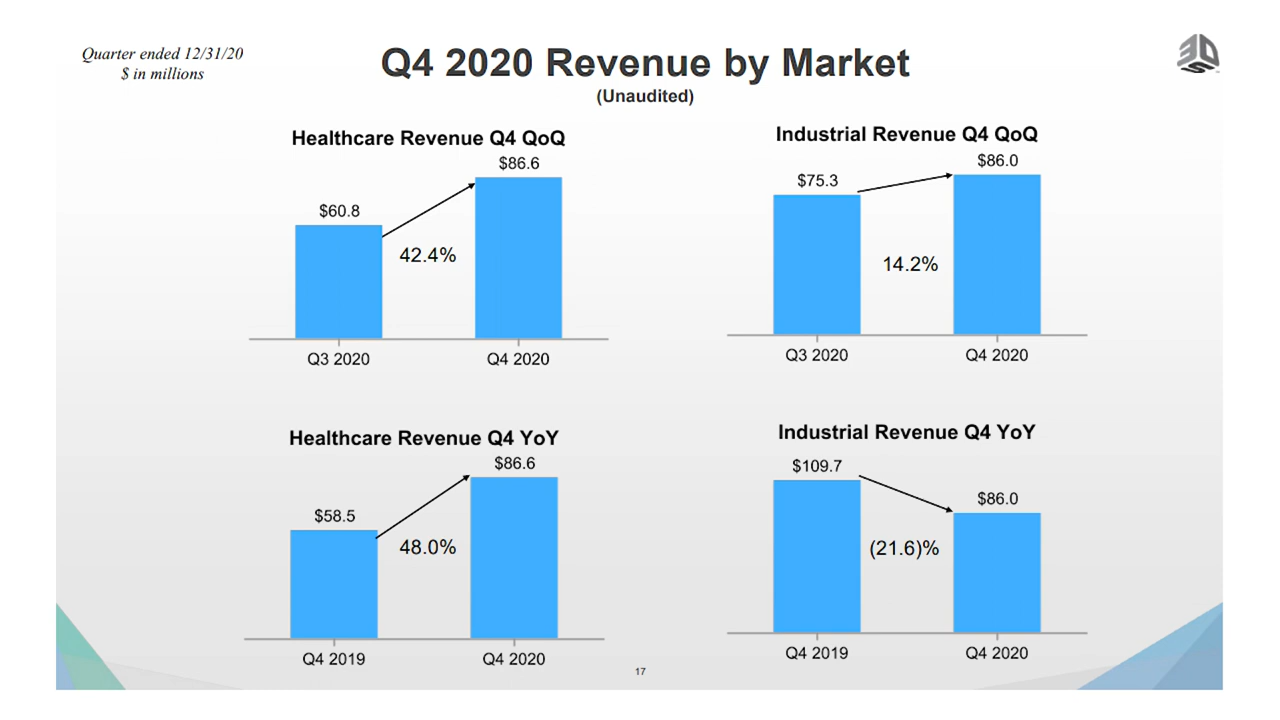 Quarter ended 12/31/20
$ in millions
Q4 2020 Revenue by Market
(Unaudited)
Healthcare Revenue Q4 QoQ
$60.8
$86.6
42.4%
Q3 2020
Q4 2020
Industrial Revenue Q4 QoQ
$75.3
$86.0
14.2%
Q3 2020
Q4 2020
Healthcare Revenue Q4 YoY
$58.5
$86.6
48.0%
Q4 2019
Q4 2020
Industrial Revenue Q4 YoY
$109.7
$86.0
(21.6)%
Q4 2019
Q4 2020
17
3DS